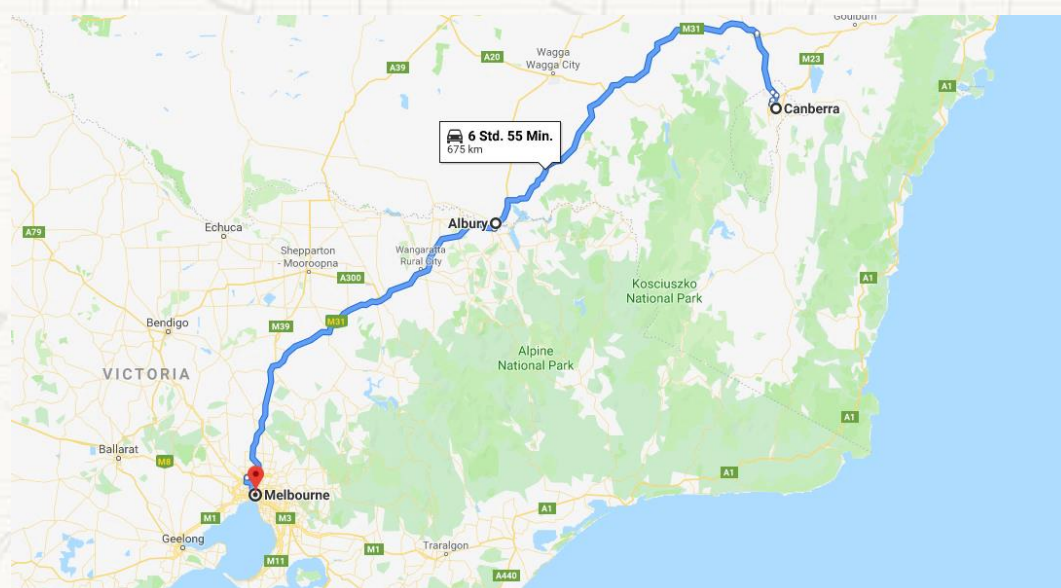 Goulburn
M31
Wagga
Wagga City
A20
A39
M23
A1
Canberra
6 Std. 55 Min.
675 km
Albury
Echuca
A79
Shepparton
- Mooroopna
Wangaratta
Rural City
A300
A1
Kosciuszko
National Park
Bendigo
M39
M31
Alpine
National Park
VICTORIA
A1
Ballarat
M8
A1
Melbourne
A1
M1
M3
Geelong
M1
Traralgon
M11
A440